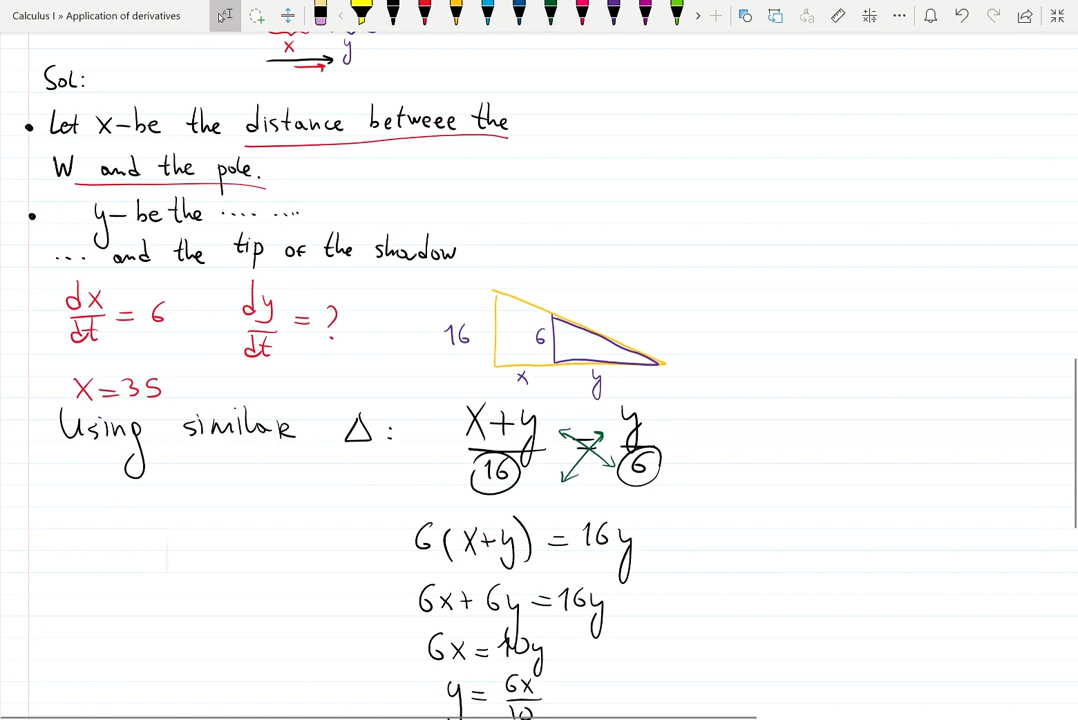 Calculus I » Application of derivatives
x y
Sol:
• Let x-be the distance betweee the
W and the pole.
• y- be the .... ....
... and the tip of the shadow
dx/dt = 6 dy/dt = ?
16 6
x y
x=35
Using similar Δ: x+y/16 = y/6
6(x+y) = 16y
6x+6y=16y
6x=10y
y = 6x/10